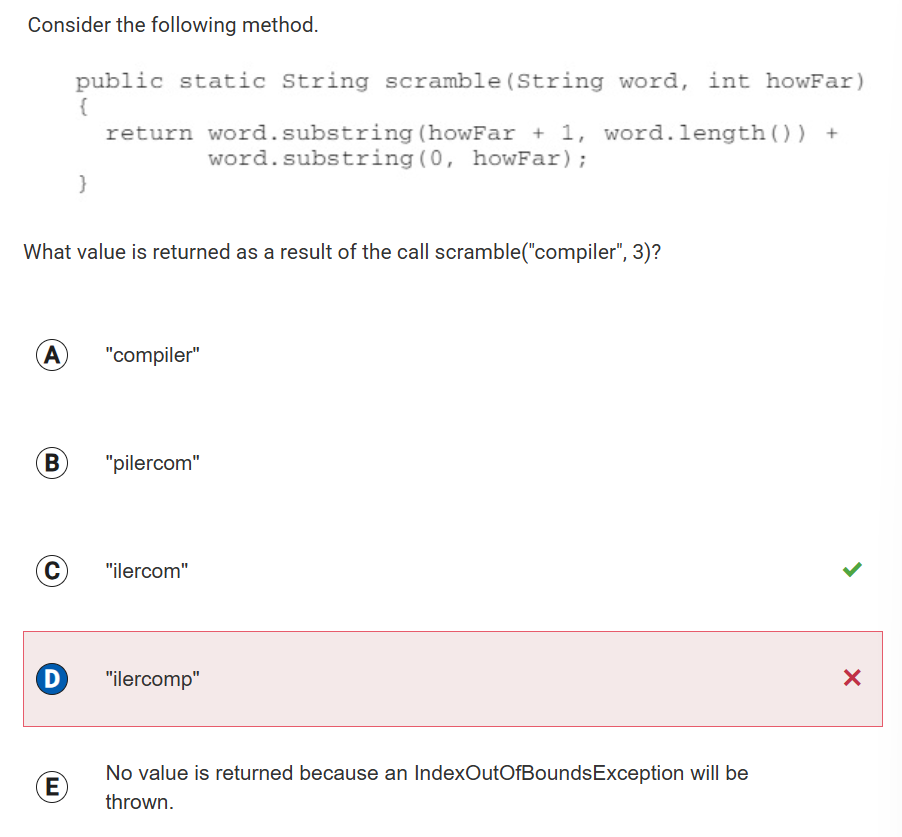 Consider the following method.
public static String scramble(String word, int howFar)
{
return word.substring(howFar + 1, word.length()) +
word.substring(0, howFar);
}
What value is returned as a result of the call scramble("compiler", 3)?
A "compiler"
B "pilercom"
C "ilercom"
D "ilercomp"
E No value is returned because an IndexOutOfBoundsException will be
thrown.